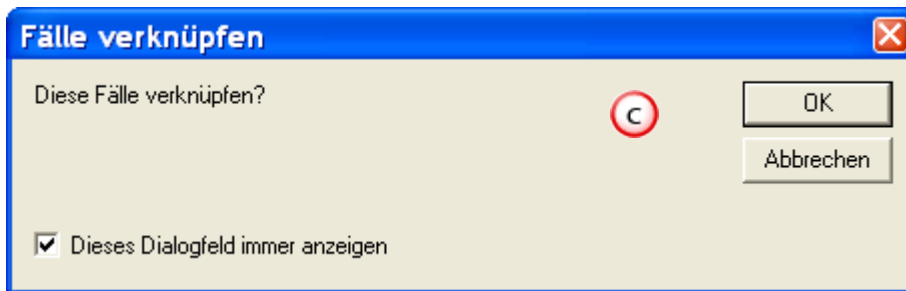 Fälle verknüpfen
Diese Fälle verknüpfen?
C
OK
Abbrechen
Dieses Dialogfeld immer anzeigen